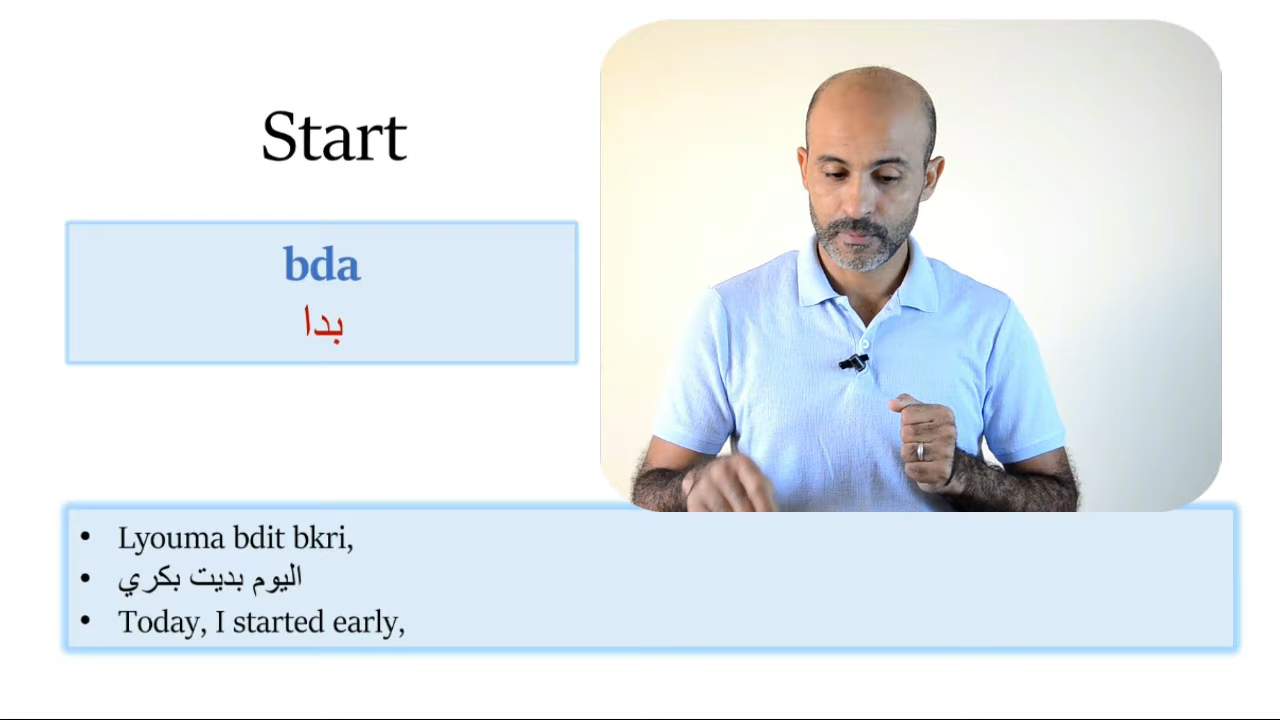 Start
bda
بدا
• Lyouma bdit bkri,
• اليوم بديت بكري
• Today, I started early,